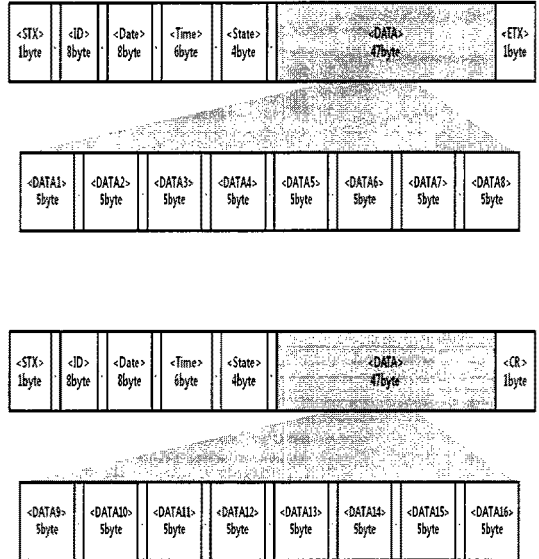 <STX> <ID> <Date> <Time> <State> <DATA> <ETX>
1byte 8byte 8byte 6byte 4byte 47byte 1byte
<DATA1> <DATA2> <DATA3> <DATA4> <DATA5> <DATA6> <DATA7> <DATA8>
5byte 5byte 5byte 5byte 5byte 5byte 5byte 5byte
<STX> <ID> <Date> <Time> <State> <DATA> <CR>
1byte 8byte 8byte 6byte 4byte 47byte 1byte
<DATA9> <DATA10> <DATA11> <DATA12> <DATA13> <DATA14> <DATA15> <DATA16>
5byte 5byte 5byte 5byte 5byte 5byte 5byte 5byte